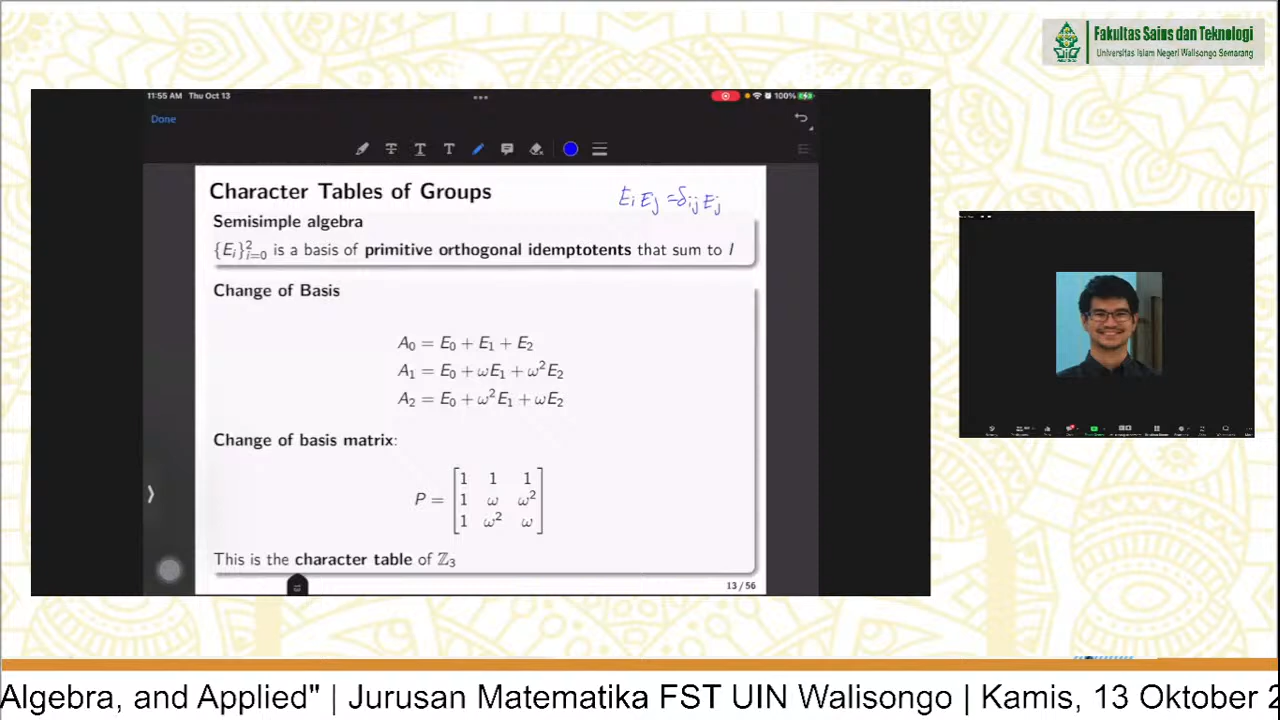 Fakultas Sains dan Teknologi
Universitas Islam Negeri Walisongo Semarang
11:55 AM Thu Oct 13
100%
Done
Character Tables of Groups
E_i E_j = δ_ij E_j
Semisimple algebra
{E_i}²_{i=0} is a basis of primitive orthogonal idemptotents that sum to I
Change of Basis
A₀ = E₀ + E₁ + E₂
A₁ = E₀ + ωE₁ + ω²E₂
A₂ = E₀ + ω²E₁ + ωE₂
Change of basis matrix:
P =
1 1 1
1 ω ω²
1 ω² ω
This is the character table of ℤ₃
13 / 56
Algebra, and Applied" | Jurusan Matematika FST UIN Walisongo | Kamis, 13 Oktober 2